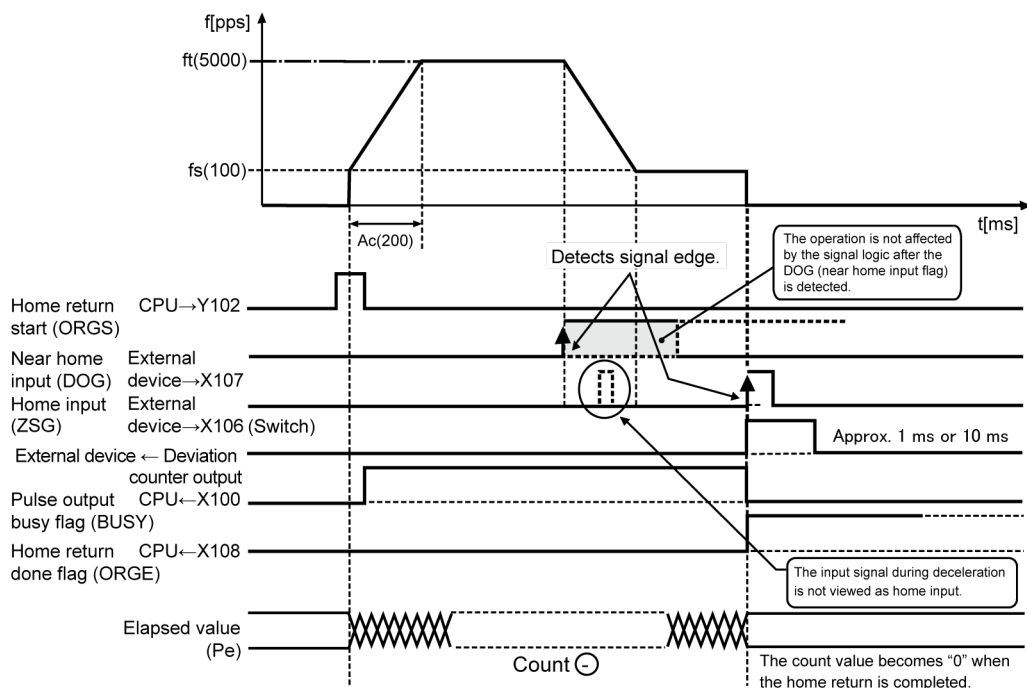 f[pps]
ft(5000)
fs(100)
t[ms]
Ac(200)
The operation is not affected
by the signal logic after the
DOG (near home input flag)
is detected.
Detects signal edge.
Home return CPU→Y102
start (ORGS)
Near home External
input (DOG) device→X107
Home input External
(ZSG) device→X106 (Switch)
Approx. 1 ms or 10 ms
External device ← Deviation
counter output
Pulse output CPU←X100
busy flag (BUSY)
Home return CPU←X108
done flag (ORGE)
The input signal during deceleration
is not viewed as home input.
Elapsed value
(Pe)
Count ⊖
The count value becomes “0” when
the home return is completed.